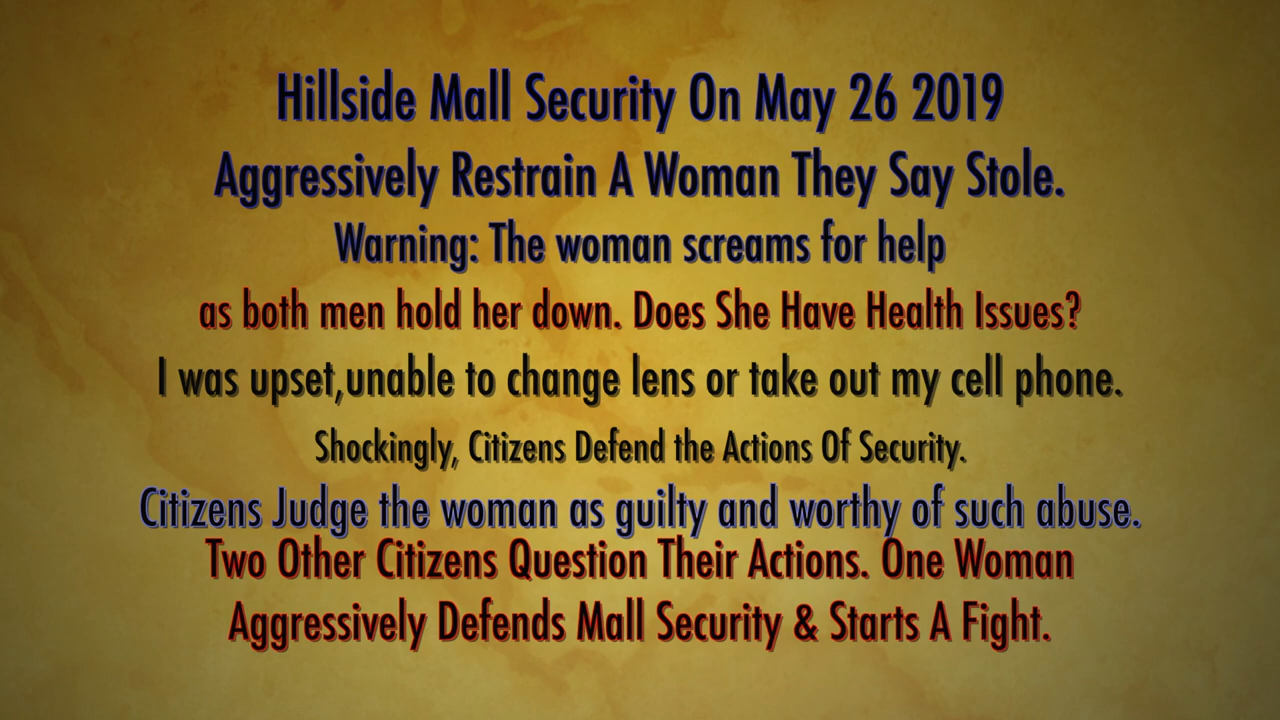 Hillside Mall Security On May 26 2019
Aggressively Restrain A Woman They Say Stole.
Warning: The woman screams for help
as both men hold her down. Does She Have Health Issues?
I was upset,unable to change lens or take out my cell phone.
Shockingly, Citizens Defend the Actions Of Security.
Citizens Judge the woman as guilty and worthy of such abuse.
Two Other Citizens Question Their Actions. One Woman
Aggressively Defends Mall Security & Starts A Fight.